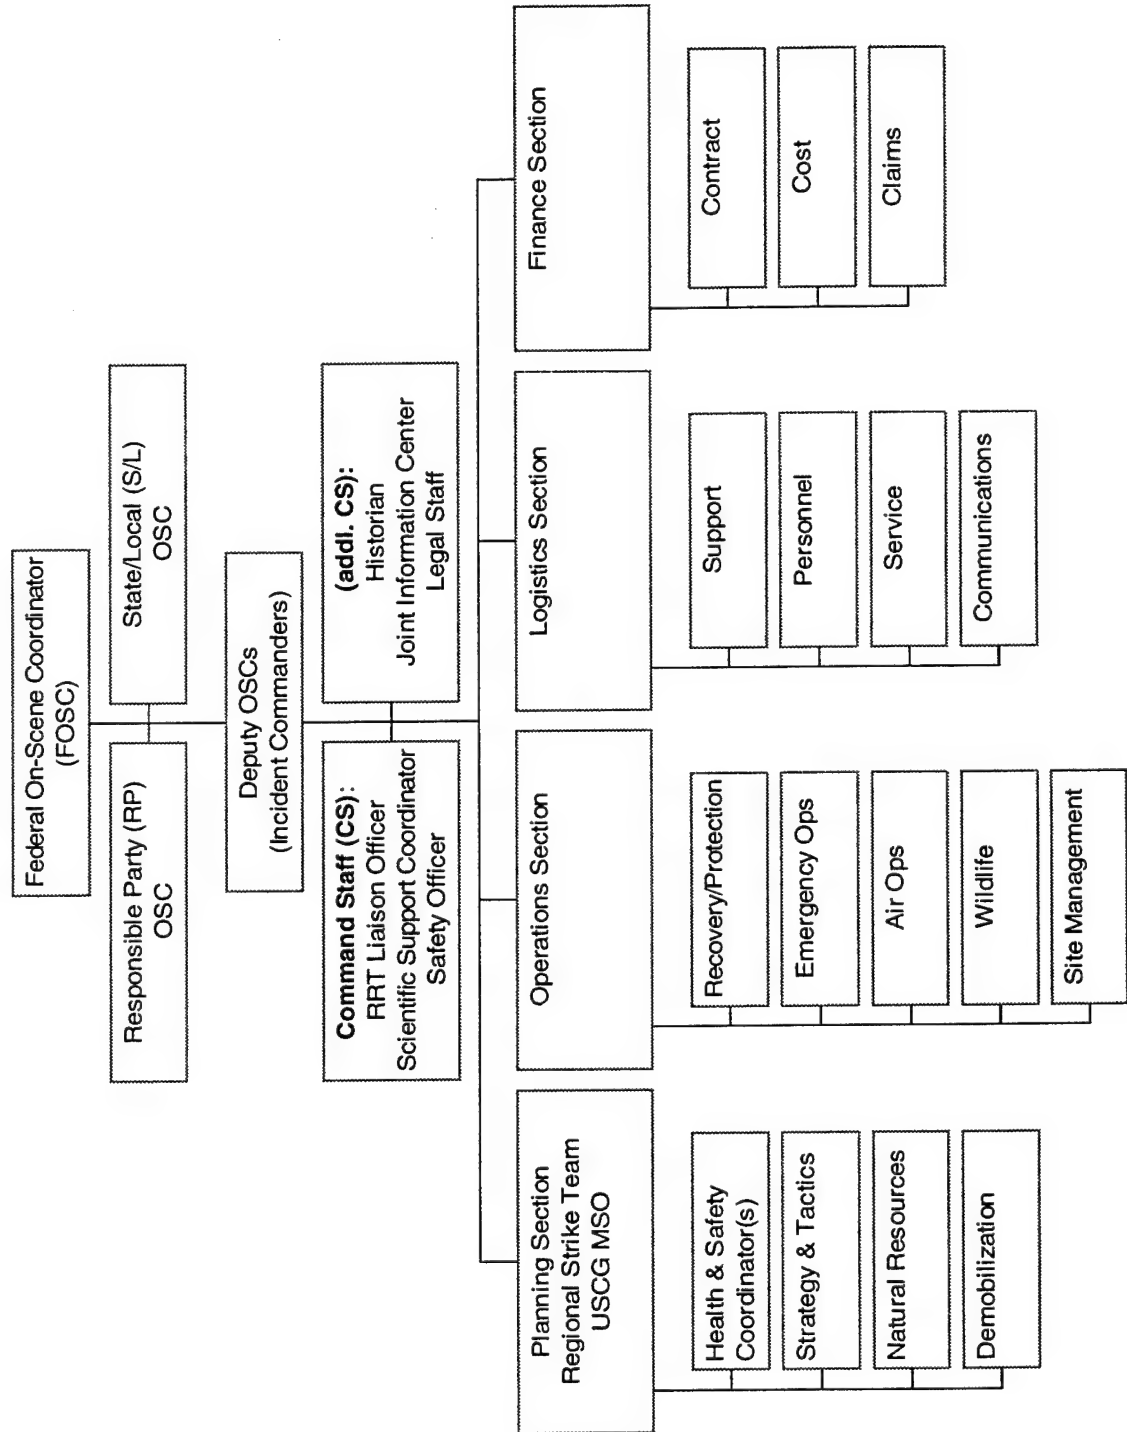 Federal On-Scene Coordinator
(FOSC)
Responsible Party (RP)
OSC
State/Local (S/L)
OSC
Deputy OSCs
(Incident Commanders)
Command Staff (CS):
RRT Liaison Officer
Scientific Support Coordinator
Safety Officer
(addl. CS):
Historian
Joint Information Center
Legal Staff
Planning Section
Regional Strike Team
USCG MSO
Health & Safety
Coordinator(s)
Strategy & Tactics
Natural Resources
Demobilization
Operations Section
Recovery/Protection
Emergency Ops
Air Ops
Wildlife
Site Management
Logistics Section
Support
Personnel
Service
Communications
Finance Section
Contract
Cost
Claims